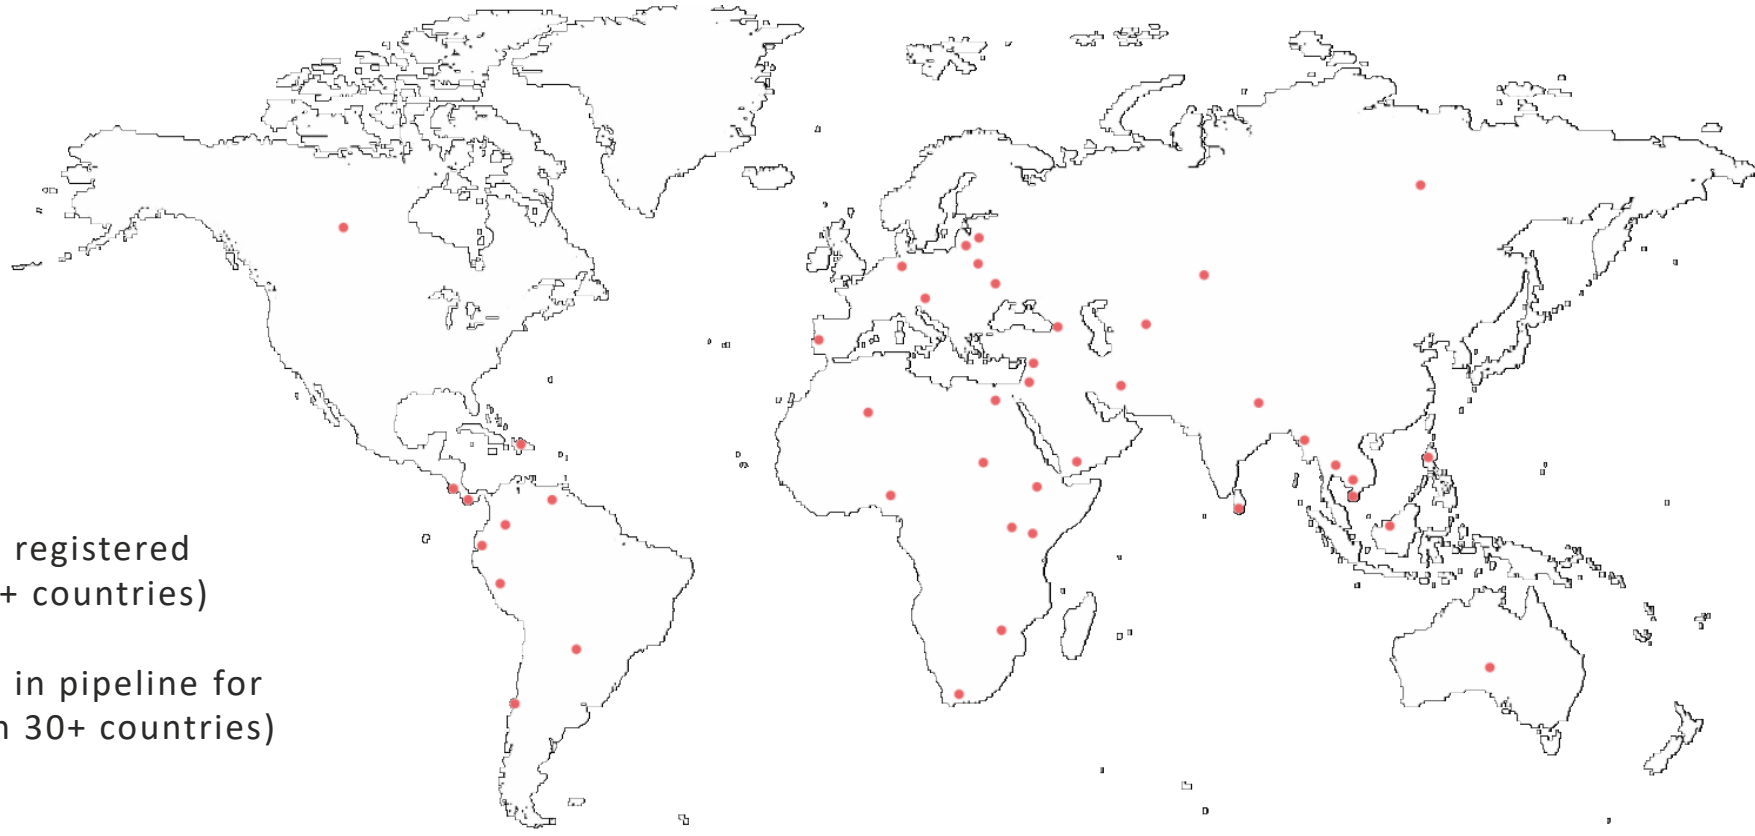 registered
+ countries)
in pipeline for
30+ countries)